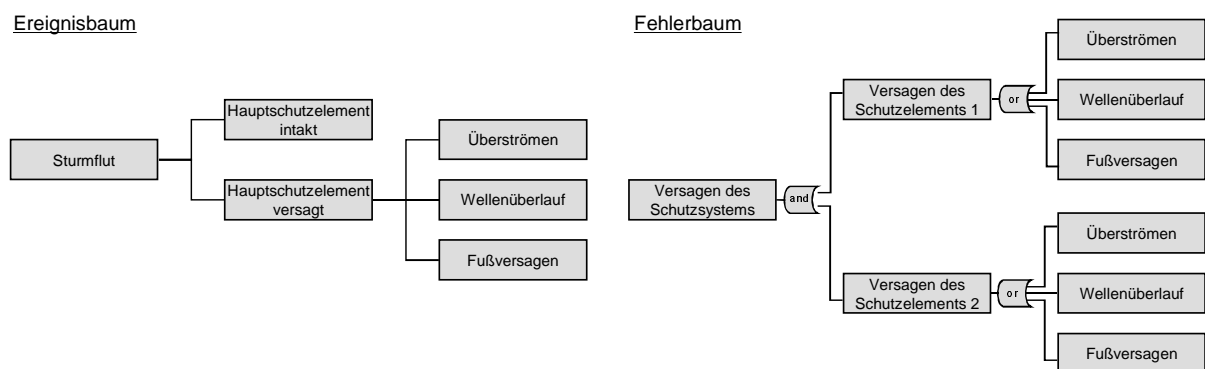 Ereignisbaum
Sturmflut
Hauptschutzelement
intakt
Hauptschutzelement
versagt
Überströmen
Wellenüberlauf
Fußversagen
Fehlerbaum
Versagen des
Schutzsystems
and
Versagen des
Schutzelements 1
or
Überströmen
Wellenüberlauf
Fußversagen
Versagen des
Schutzelements 2
or
Überströmen
Wellenüberlauf
Fußversagen